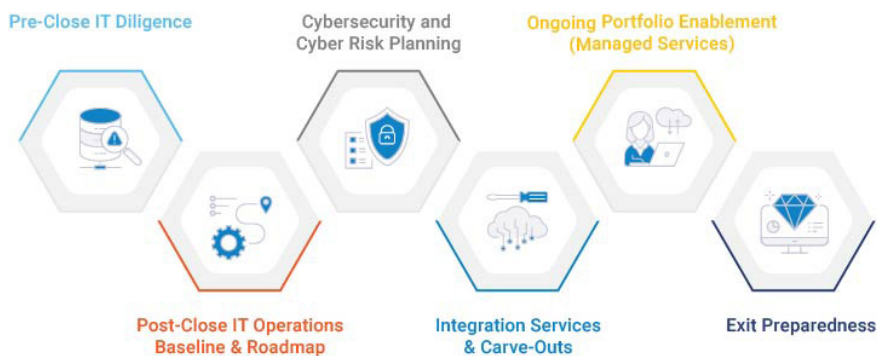 Pre-Close IT Diligence
Cybersecurity and
Cyber Risk Planning
Ongoing Portfolio Enablement
(Managed Services)
Post-Close IT Operations
Baseline & Roadmap
Integration Services
& Carve-Outs
Exit Preparedness